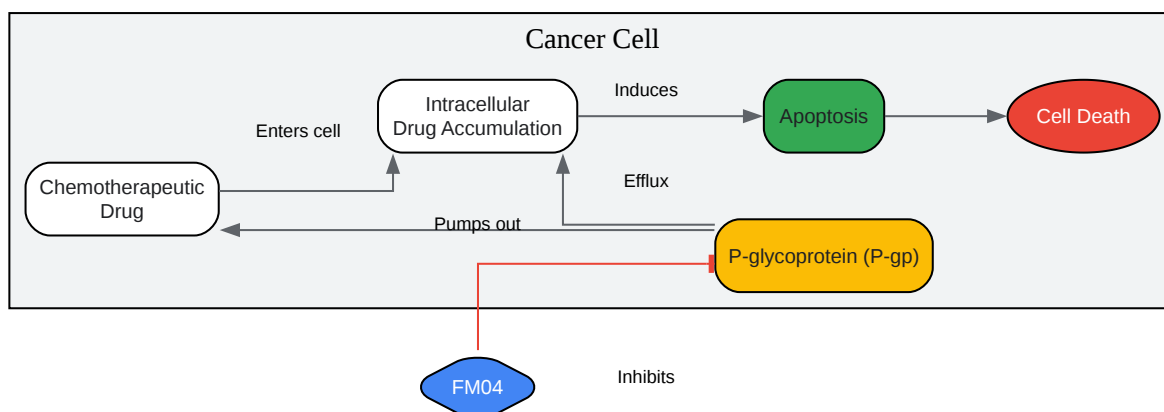 Cancer Cell
Intracellular
Drug Accumulation
Induces
Apoptosis
Cell Death
Enters cell
Chemotherapeutic
Drug
Efflux
Pumps out
P-glycoprotein (P-gp)
FM04
Inhibits